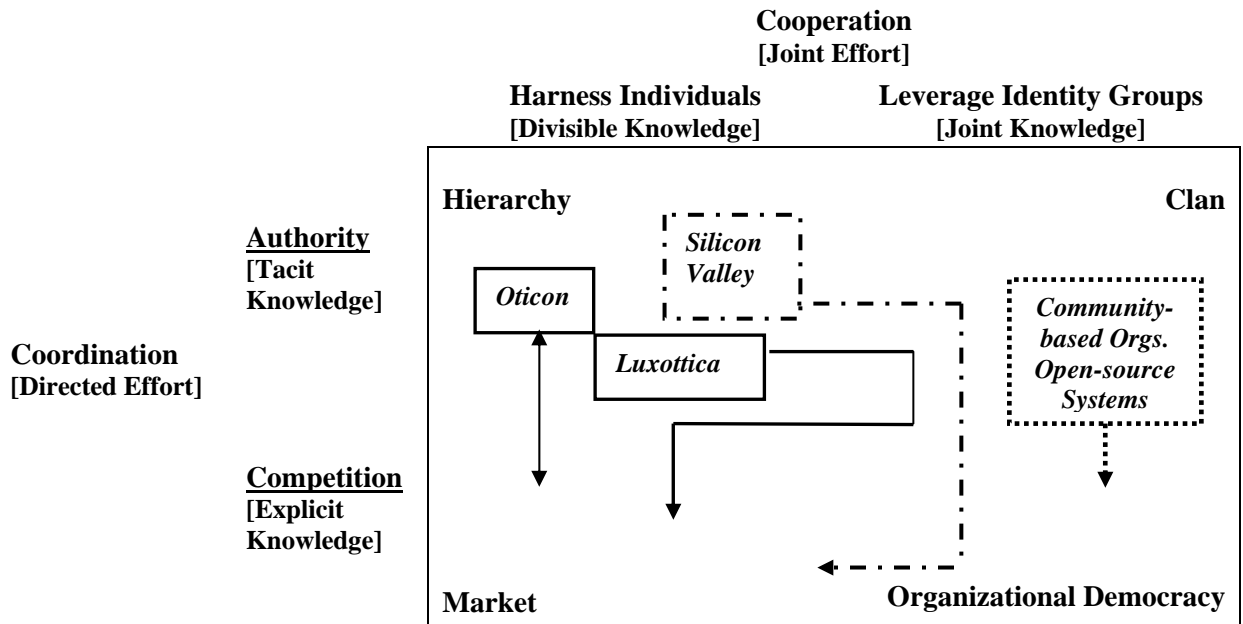 Cooperation
[Joint Effort]
Harness Individuals
[Divisible Knowledge]
Leverage Identity Groups
[Joint Knowledge]
Hierarchy
Clan
Authority
[Tacit
Knowledge]
Silicon
Valley
Oticon
Community-
based Orgs.
Open-source
Systems
Luxottica
Coordination
[Directed Effort]
Competition
[Explicit
Knowledge]
Market
Organizational Democracy